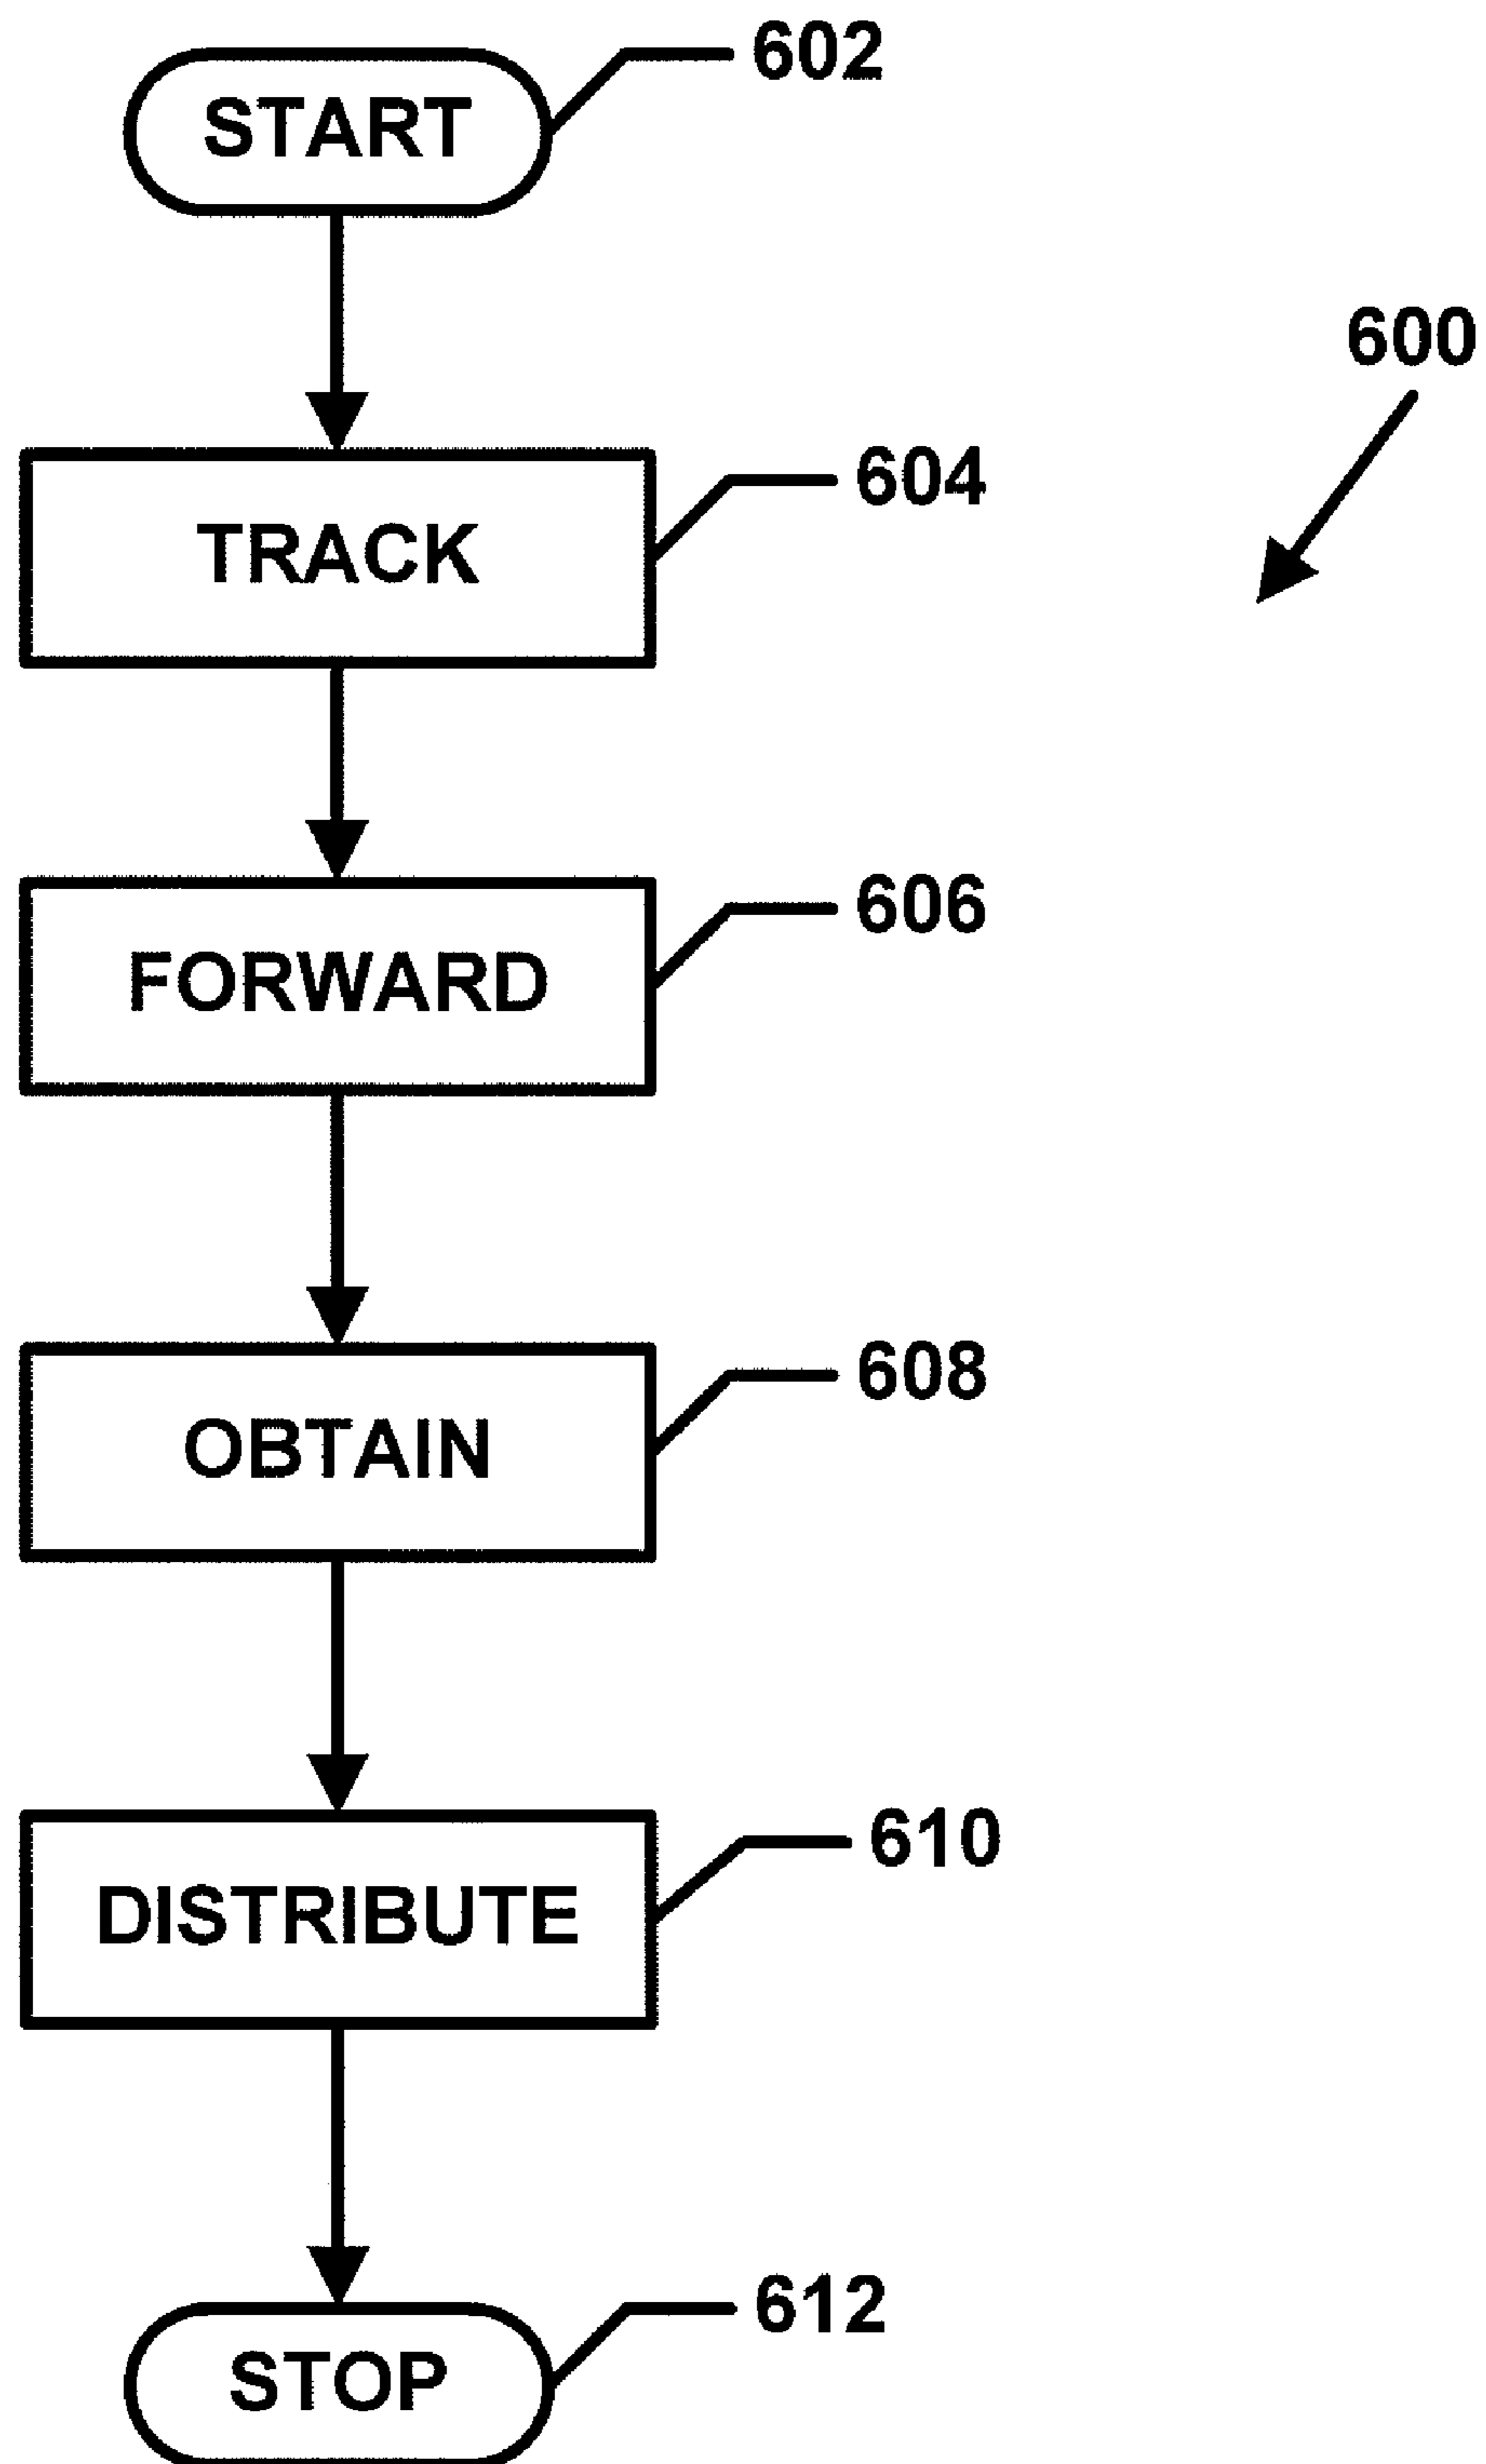 START
602
600
TRACK
604
FORWARD
606
OBTAIN
608
DISTRIBUTE
610
STOP
612